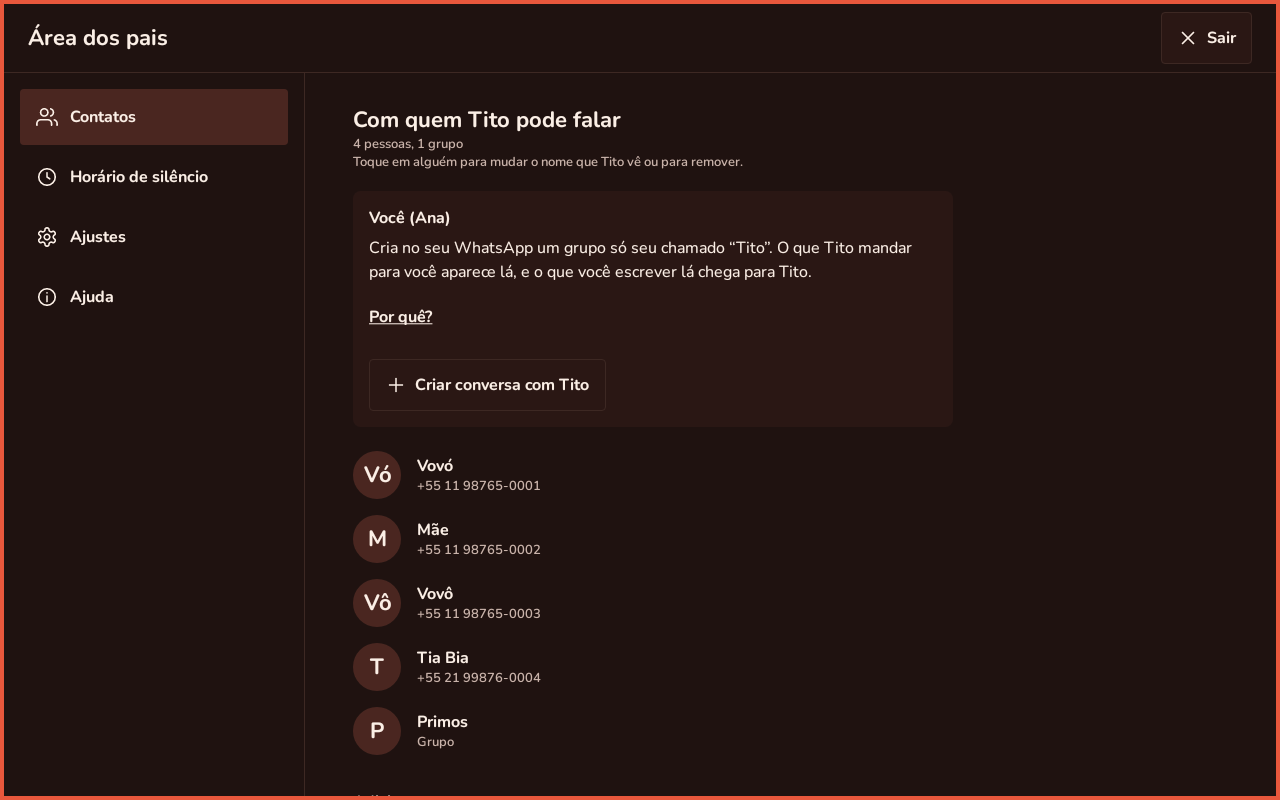 Área dos pais
Sair
Contatos
Horário de silêncio
Ajustes
Ajuda
Com quem Tito pode falar
4 pessoas, 1 grupo
Toque em alguém para mudar o nome que Tito vê ou para remover.
Você (Ana)
Cria no seu WhatsApp um grupo só seu chamado “Tito”. O que Tito mandar
para você aparece lá, e o que você escrever lá chega para Tito.
Por quê?
Criar conversa com Tito
Vó
Vovó
+55 11 98765-0001
M
Mãe
+55 11 98765-0002
Vô
Vovô
+55 11 98765-0003
T
Tia Bia
+55 21 99876-0004
P
Primos
Grupo